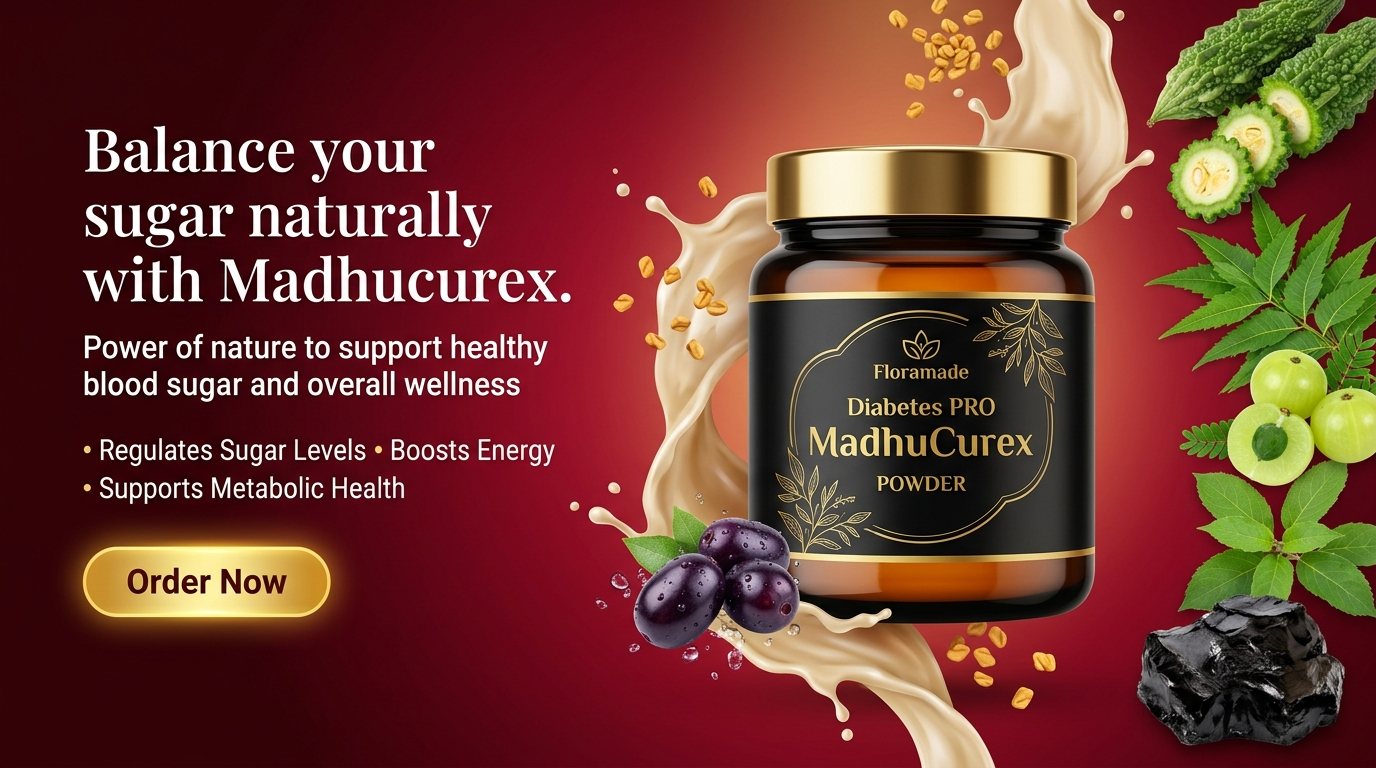 Balance your
sugar naturally
with Madhucurex.
Power of nature to support healthy
blood sugar and overall wellness
• Regulates Sugar Levels • Boosts Energy
• Supports Metabolic Health
Order Now
Floramade
Diabetes PRO
MadhuCurex
POWDER